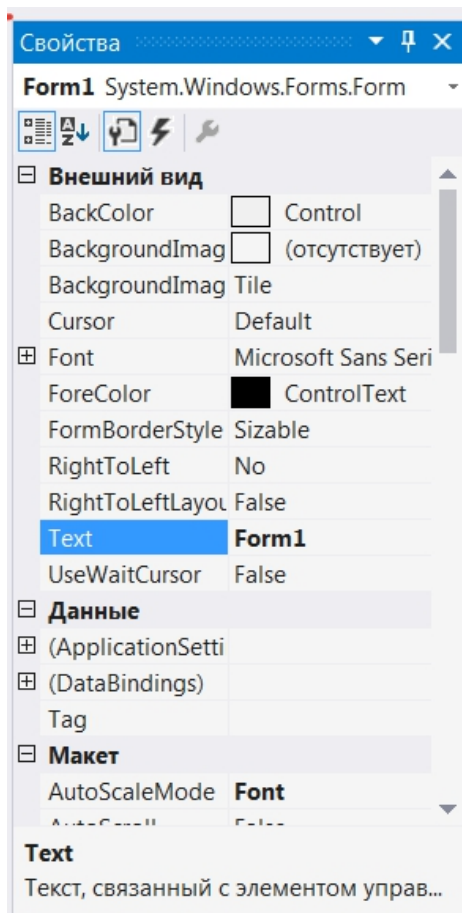 Свойства
Form1 System.Windows.Forms.Form
Внешний вид
BackColor Control
BackgroundImag (отсутствует)
BackgroundImag Tile
Cursor Default
Font Microsoft Sans Seri
ForeColor ControlText
FormBorderStyle Sizable
RightToLeft No
RightToLeftLayou False
Text Form1
UseWaitCursor False
Данные
(ApplicationSetti
(DataBindings)
Tag
Макет
AutoScaleMode Font
Text
Текст, связанный с элементом управ...